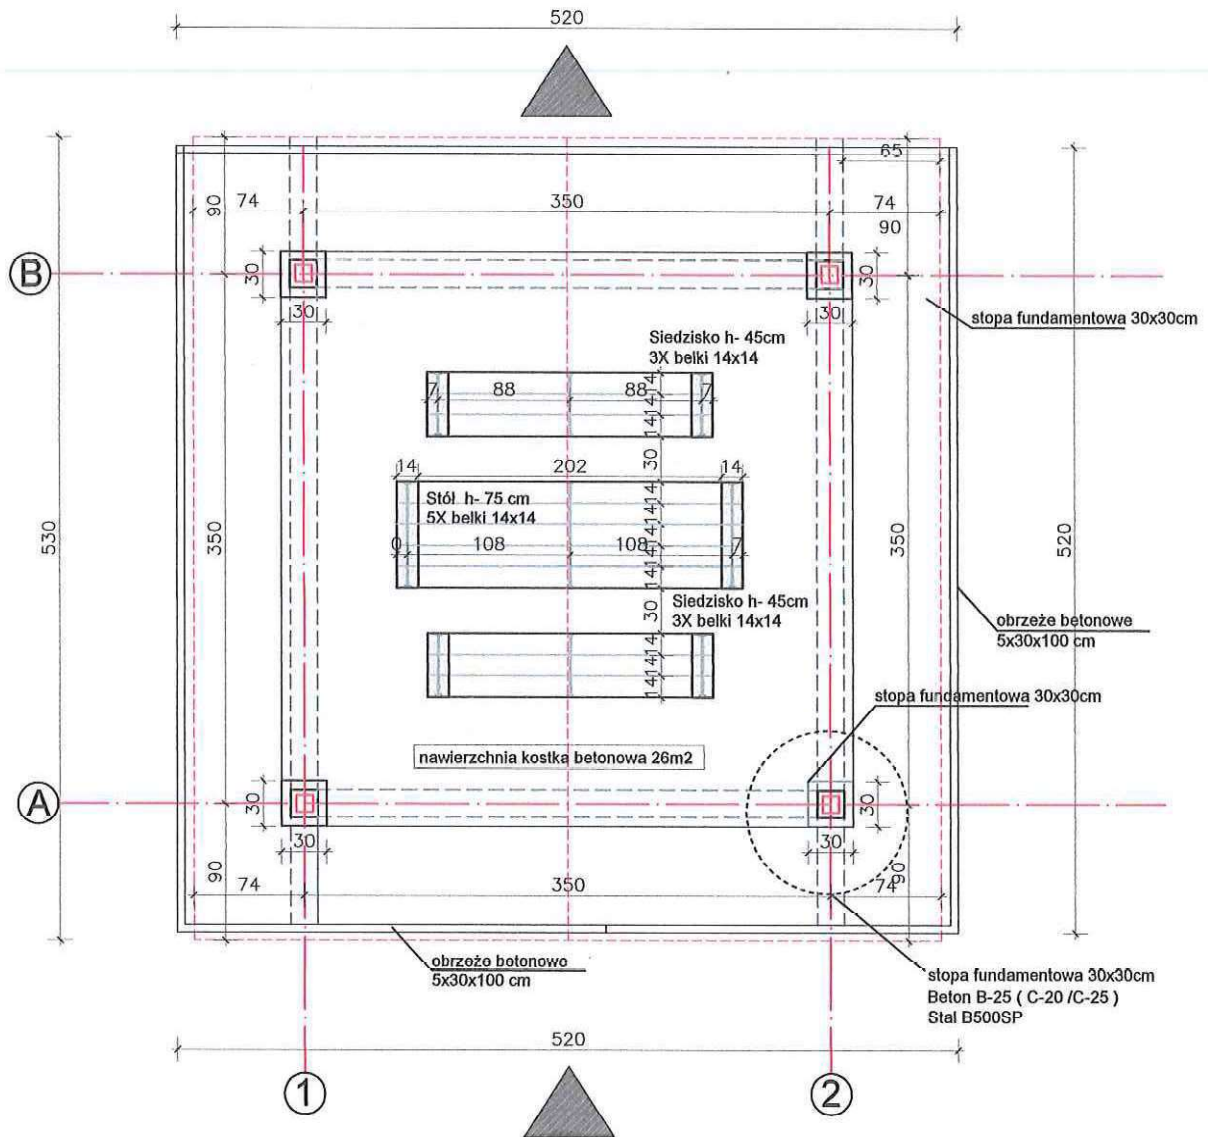 520
65
90
74
350
74
90
B
30
30
30
30
stopa fundamentowa 30x30cm
Siedzisko h- 45cm
3X belki 14x14
7
88
88
7
14
14
14
30
14
202
14
Stół h- 75 cm
5X belki 14x14
14
14
14
14
14
0
108
108
7
530
350
350
520
30
Siedzisko h- 45cm
3X belki 14x14
obrzeże betonowe
5x30x100 cm
14
14
14
stopa fundamentowa 30x30cm
nawierzchnia kostka betonowa 26m2
A
30
30
30
30
90
74
350
74
90
obrzeżo botonowo
5x30x100 cm
stopa fundamentowa 30x30cm
Beton B-25 ( C-20 /C-25 )
Stal B500SP
520
1
2